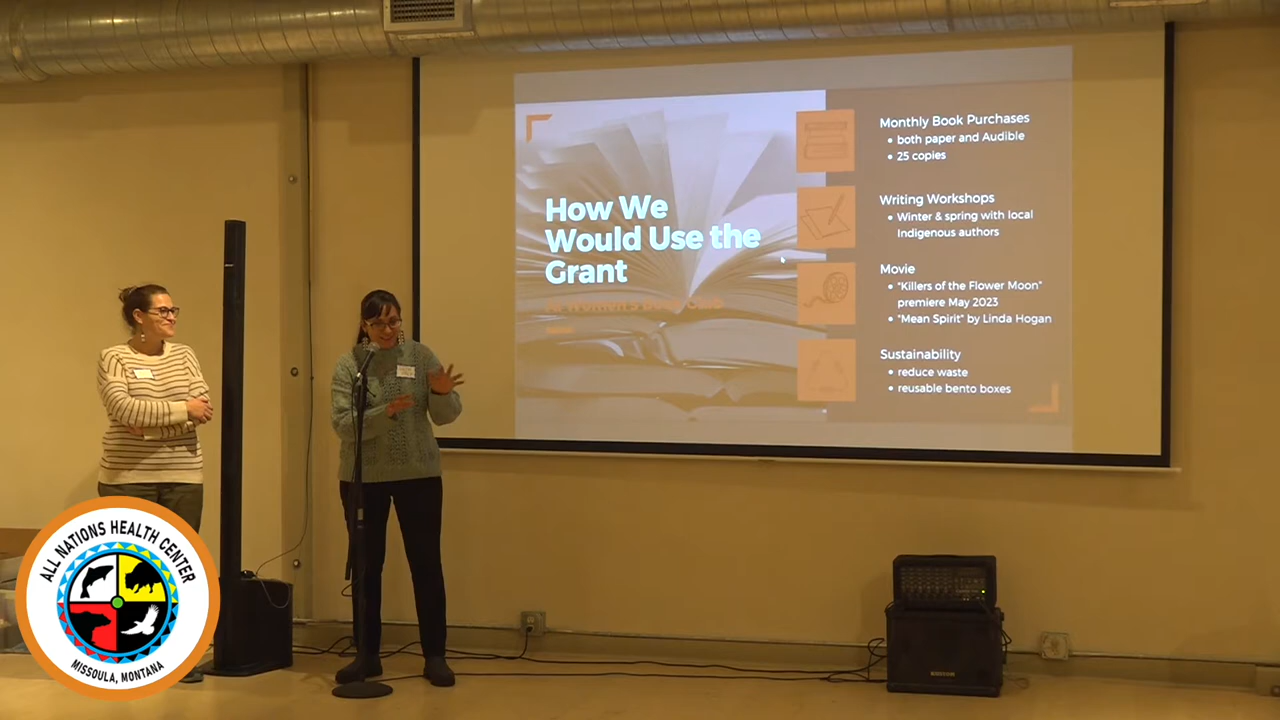 How We
Would Use the
Grant
Monthly Book Purchases
• both paper and Audible
• 25 copies
Writing Workshops
• Winter & spring with local
Indigenous authors
Movie
• "Killers of the Flower Moon"
premiere May 2023
• "Mean Spirit" by Linda Hogan
Sustainability
• reduce waste
• reusable bento boxes
ALL NATIONS HEALTH CENTER
MISSOULA, MONTANA